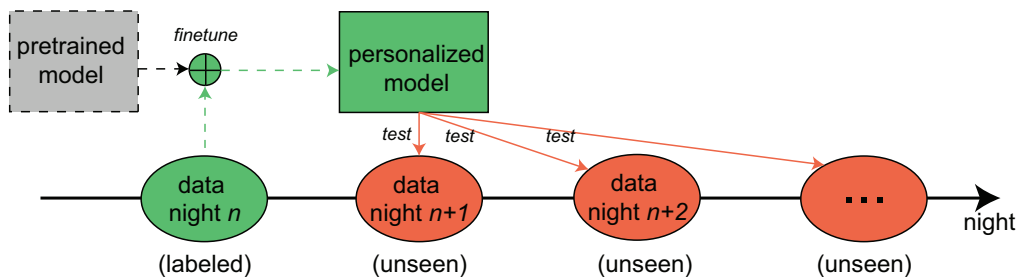 pretrained
model
finetune
personalized
model
test
test
test
data
night n
data
night n+1
data
night n+2
...
night
(labeled)
(unseen)
(unseen)
(unseen)